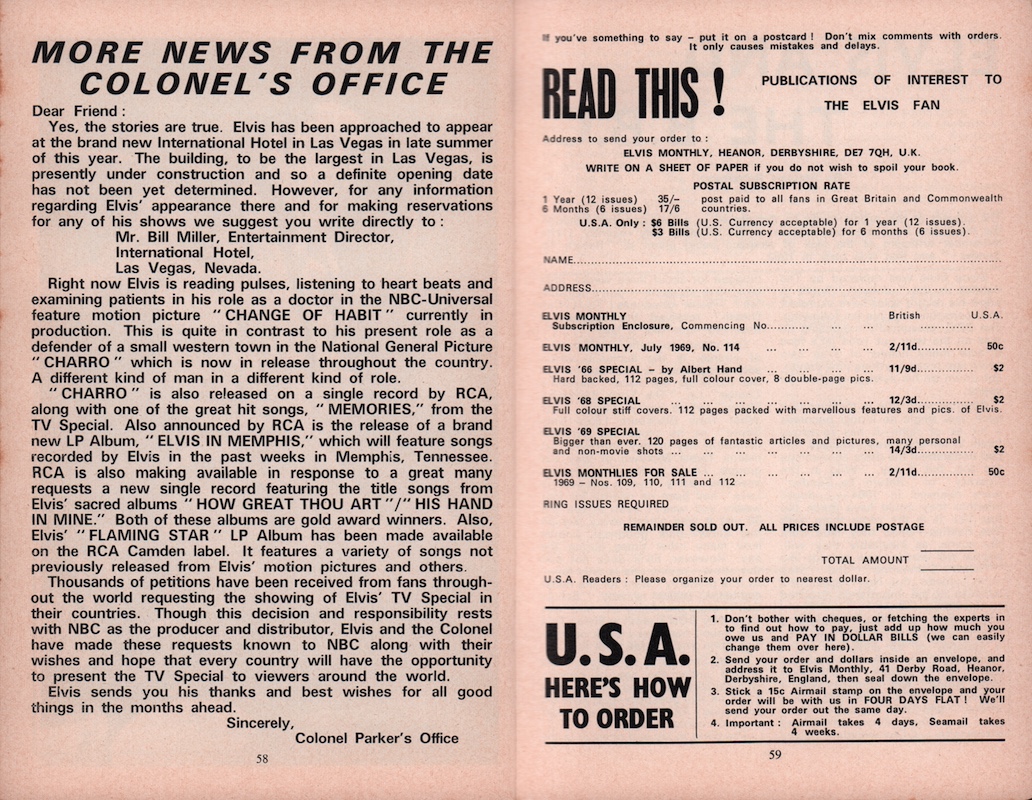 MORE NEWS FROM THE
COLONEL'S OFFICE
Dear Friend :
Yes, the stories are true. Elvis has been approached to appear
at the brand new International Hotel in Las Vegas in late summer
of this year. The building, to be the largest in Las Vegas, is
presently under construction and so a definite opening date
has not been yet determined. However, for any information
regarding Elvis' appearance there and for making reservations
for any of his shows we suggest you write directly to :
Mr. Bill Miller, Entertainment Director,
International Hotel,
Las Vegas, Nevada.
Right now Elvis is reading pulses, listening to heart beats and
examining patients in his role as a doctor in the NBC-Universal
feature motion picture "CHANGE OF HABIT" currently in
production. This is quite in contrast to his present role as a
defender of a small western town in the National General Picture
"CHARRO" which is now in release throughout the country.
A different kind of man in a different kind of role.
"CHARRO" is also released on a single record by RCA,
along with one of the great hit songs, "MEMORIES," from the
TV Special. Also announced by RCA is the release of a brand
new LP Album, "ELVIS IN MEMPHIS," which will feature songs
recorded by Elvis in the past weeks in Memphis, Tennessee.
RCA is also making available in response to a great many
requests a new single record featuring the title songs from
Elvis' sacred albums "HOW GREAT THOU ART"/"HIS HAND
IN MINE." Both of these albums are gold award winners. Also,
Elvis' "FLAMING STAR" LP Album has been made available
on the RCA Camden label. It features a variety of songs not
previously released from Elvis' motion pictures and others.
Thousands of petitions have been received from fans through-
out the world requesting the showing of Elvis' TV Special in
their countries. Though this decision and responsibility rests
with NBC as the producer and distributor, Elvis and the Colonel
have made these requests known to NBC along with their
wishes and hope that every country will have the opportunity
to present the TV Special to viewers around the world.
Elvis sends you his thanks and best wishes for all good
things in the months ahead.
Sincerely,
Colonel Parker's Office
58
If you've something to say – put it on a postcard ! Don't mix comments with orders.
It only causes mistakes and delays.
READ THIS !
PUBLICATIONS OF INTEREST TO
THE ELVIS FAN
Address to send your order to :
ELVIS MONTHLY, HEANOR, DERBYSHIRE, DE7 7QH, U.K.
WRITE ON A SHEET OF PAPER if you do not wish to spoil your book.
POSTAL SUBSCRIPTION RATE
1 Year (12 issues) 35/– post paid to all fans in Great Britain and Commonwealth
6 Months (6 issues) 17/6 countries.
U.S.A. Only : $6 Bills (U.S. Currency acceptable) for 1 year (12 issues).
$3 Bills (U.S. Currency acceptable) for 6 months (6 issues).
NAME....................
ADDRESS....................
ELVIS MONTHLY British U.S.A.
Subscription Enclosure, Commencing No........... ... ... ..............
ELVIS MONTHLY, July 1969, No. 114 ... ... ... 2/11d.............. 50c
ELVIS '66 SPECIAL – by Albert Hand ... ... ... 11/9d.............. $2
Hard backed, 112 pages, full colour cover, 8 double-page pics.
ELVIS '68 SPECIAL ... ... ... ... ... ... 12/3d.............. $2
Full colour stiff covers. 112 pages packed with marvellous features and pics. of Elvis.
ELVIS '69 SPECIAL
Bigger than ever. 120 pages of fantastic articles and pictures, many personal
and non-movie shots ... ... ... ... ... ... 14/3d.............. $2
ELVIS MONTHLIES FOR SALE ... ... ... ... ... 2/11d.............. 50c
1969 – Nos. 109, 110, 111 and 112
RING ISSUES REQUIRED
REMAINDER SOLD OUT. ALL PRICES INCLUDE POSTAGE
TOTAL AMOUNT
U.S.A. Readers : Please organize your order to nearest dollar.
U.S.A.
HERE'S HOW
TO ORDER
1. Don't bother with cheques, or fetching the experts in
to find out how to pay, just add up how much you
owe us and PAY IN DOLLAR BILLS (we can easily
change them over here).
2. Send your order and dollars inside an envelope, and
address it to Elvis Monthly, 41 Derby Road, Heanor,
Derbyshire, England, then seal down the envelope.
3. Stick a 15c Airmail stamp on the envelope and your
order will be with us in FOUR DAYS FLAT ! We'll
send your order out the same day.
4. Important : Airmail takes 4 days, Seamail takes
4 weeks.
59